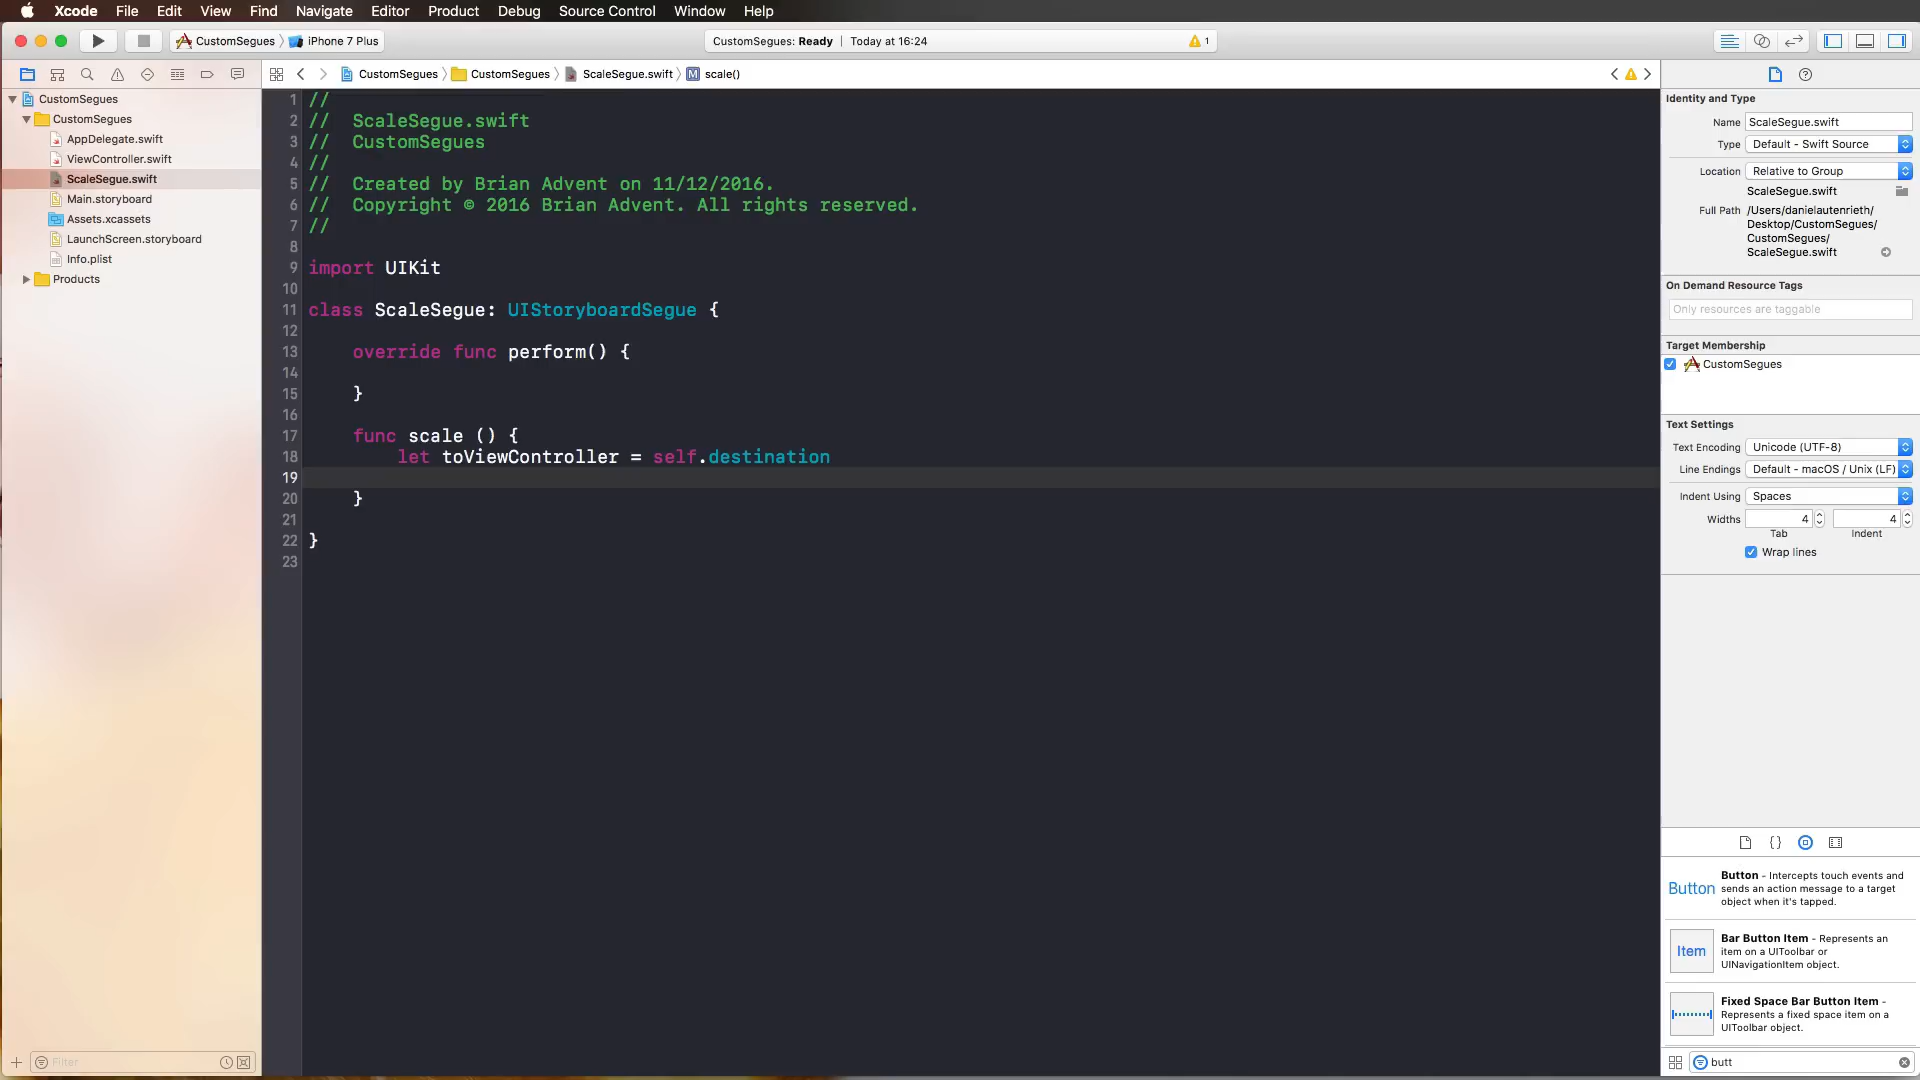 Xcode File Edit View Find Navigate Editor Product Debug Source Control Window Help
CustomSegues iPhone 7 Plus
CustomSegues: Ready Today at 16:24
1
CustomSegues CustomSegues ScaleSegue.swift M scale()
CustomSegues
CustomSegues
AppDelegate.swift
ViewController.swift
ScaleSegue.swift
Main.storyboard
Assets.xcassets
LaunchScreen.storyboard
Info.plist
Products
Filter
1 //
2 // ScaleSegue.swift
3 // CustomSegues
4 //
5 // Created by Brian Advent on 11/12/2016.
6 // Copyright © 2016 Brian Advent. All rights reserved.
7 //
8
9 import UIKit
10
11 class ScaleSegue: UIStoryboardSegue {
12
13 override func perform() {
14
15 }
16
17 func scale () {
18 let toViewController = self.destination
19
20 }
21
22 }
23
Identity and Type
Name ScaleSegue.swift
Type Default - Swift Source
Location Relative to Group
ScaleSegue.swift
Full Path /Users/danielautenrieth/
Desktop/CustomSegues/
CustomSegues/
ScaleSegue.swift
On Demand Resource Tags
Only resources are taggable
Target Membership
CustomSegues
Text Settings
Text Encoding Unicode (UTF-8)
Line Endings Default - macOS / Unix (LF)
Indent Using Spaces
Widths 4 4
Tab Indent
Wrap lines
{ }
Button
Button - Intercepts touch events and
sends an action message to a target
object when it's tapped.
Item
Bar Button Item - Represents an
item on a UIToolbar or
UINavigationItem object.
Fixed Space Bar Button Item -
Represents a fixed space item on a
UIToolbar object.
butt